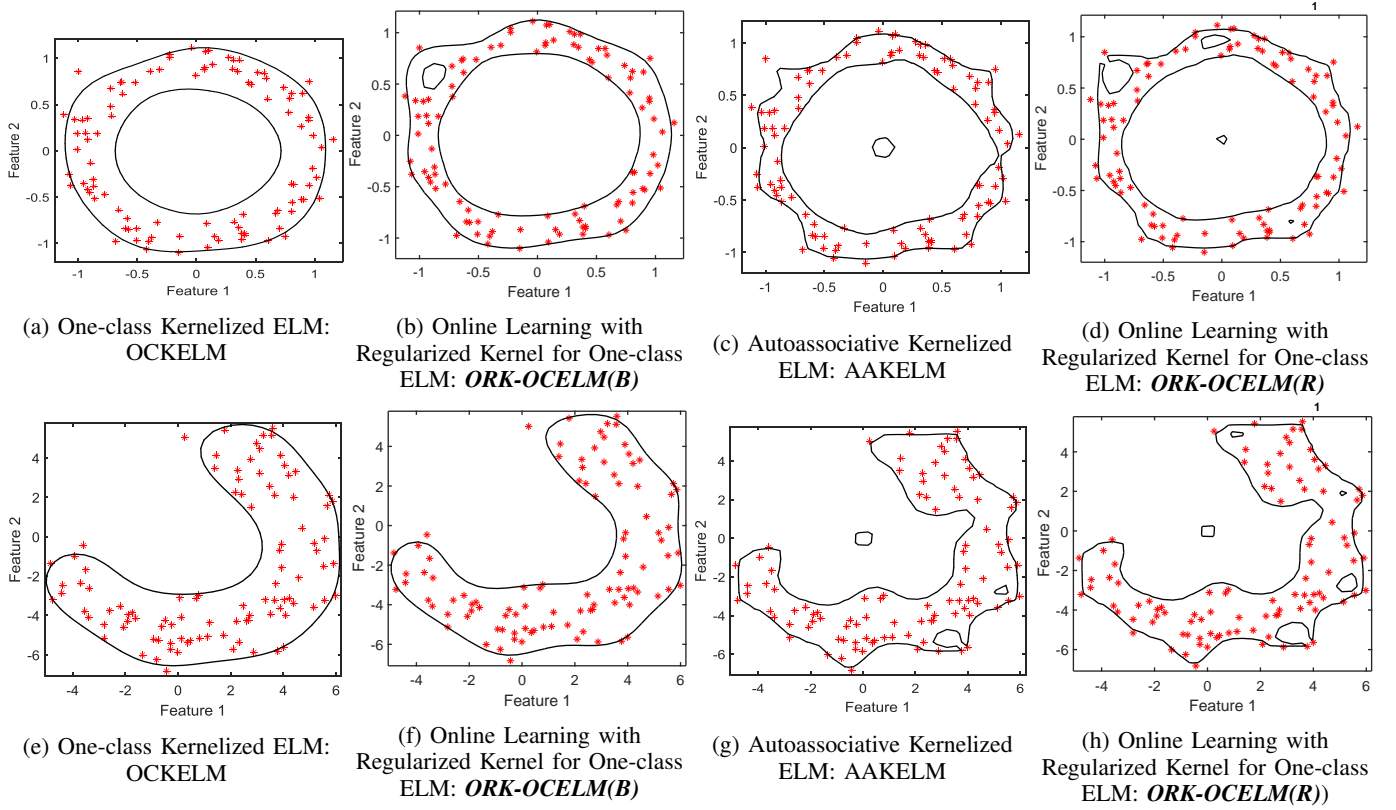 1
1
0.5
0
-0.5
-1
Feature 2
-1
-0.5
0
0.5
1
Feature 1
1
0.5
0
-0.5
-1
Feature 2
-1
-0.5
0
0.5
1
Feature 1
1
0.5
0
-0.5
-1
Feature 2
-1
-0.5
0
0.5
1
Feature 1
1
0.5
0
-0.5
-1
Feature 2
-1
-0.5
0
0.5
1
Feature 1
(a) One-class Kernelized ELM:
OCKELM
(b) Online Learning with
Regularized Kernel for One-class
ELM: ORK-OCELM(B)
(c) Autoassociative Kernelized
ELM: AAKELM
(d) Online Learning with
Regularized Kernel for One-class
ELM: ORK-OCELM(R)
1
4
2
0
-2
-4
-6
Feature 2
-4
-2
0
2
4
6
Feature 1
4
2
0
-2
-4
-6
Feature 2
-4
-2
0
2
4
6
Feature 1
4
2
0
-2
-4
-6
Feature 2
-4
-2
0
2
4
6
Feature 1
4
2
0
-2
-4
-6
Feature 2
-4
-2
0
2
4
6
Feature 1
(e) One-class Kernelized ELM:
OCKELM
(f) Online Learning with
Regularized Kernel for One-class
ELM: ORK-OCELM(B)
(g) Autoassociative Kernelized
ELM: AAKELM
(h) Online Learning with
Regularized Kernel for One-class
ELM: ORK-OCELM(R))